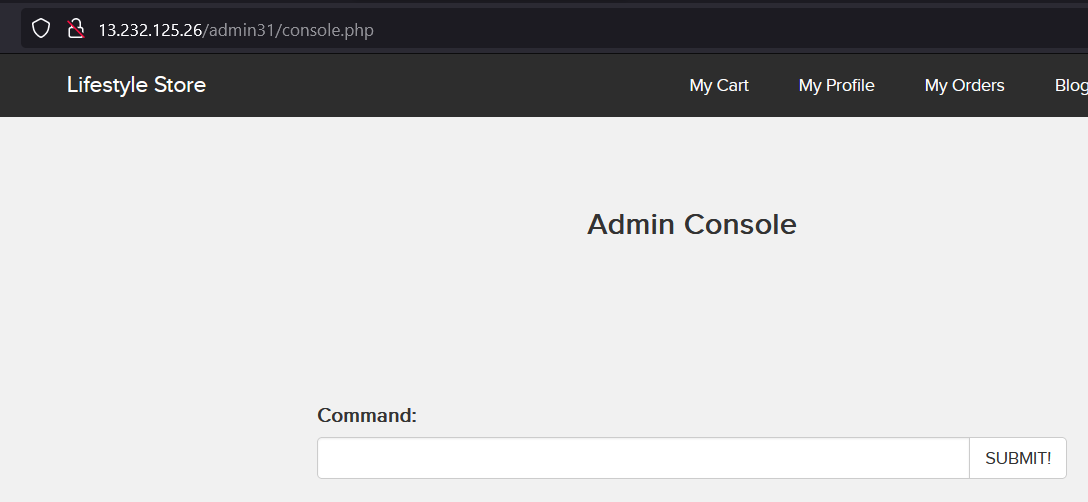 13.232.125.26/admin31/console.php
Lifestyle Store My Cart My Profile My Orders Blog
Admin Console
Command:
SUBMIT!